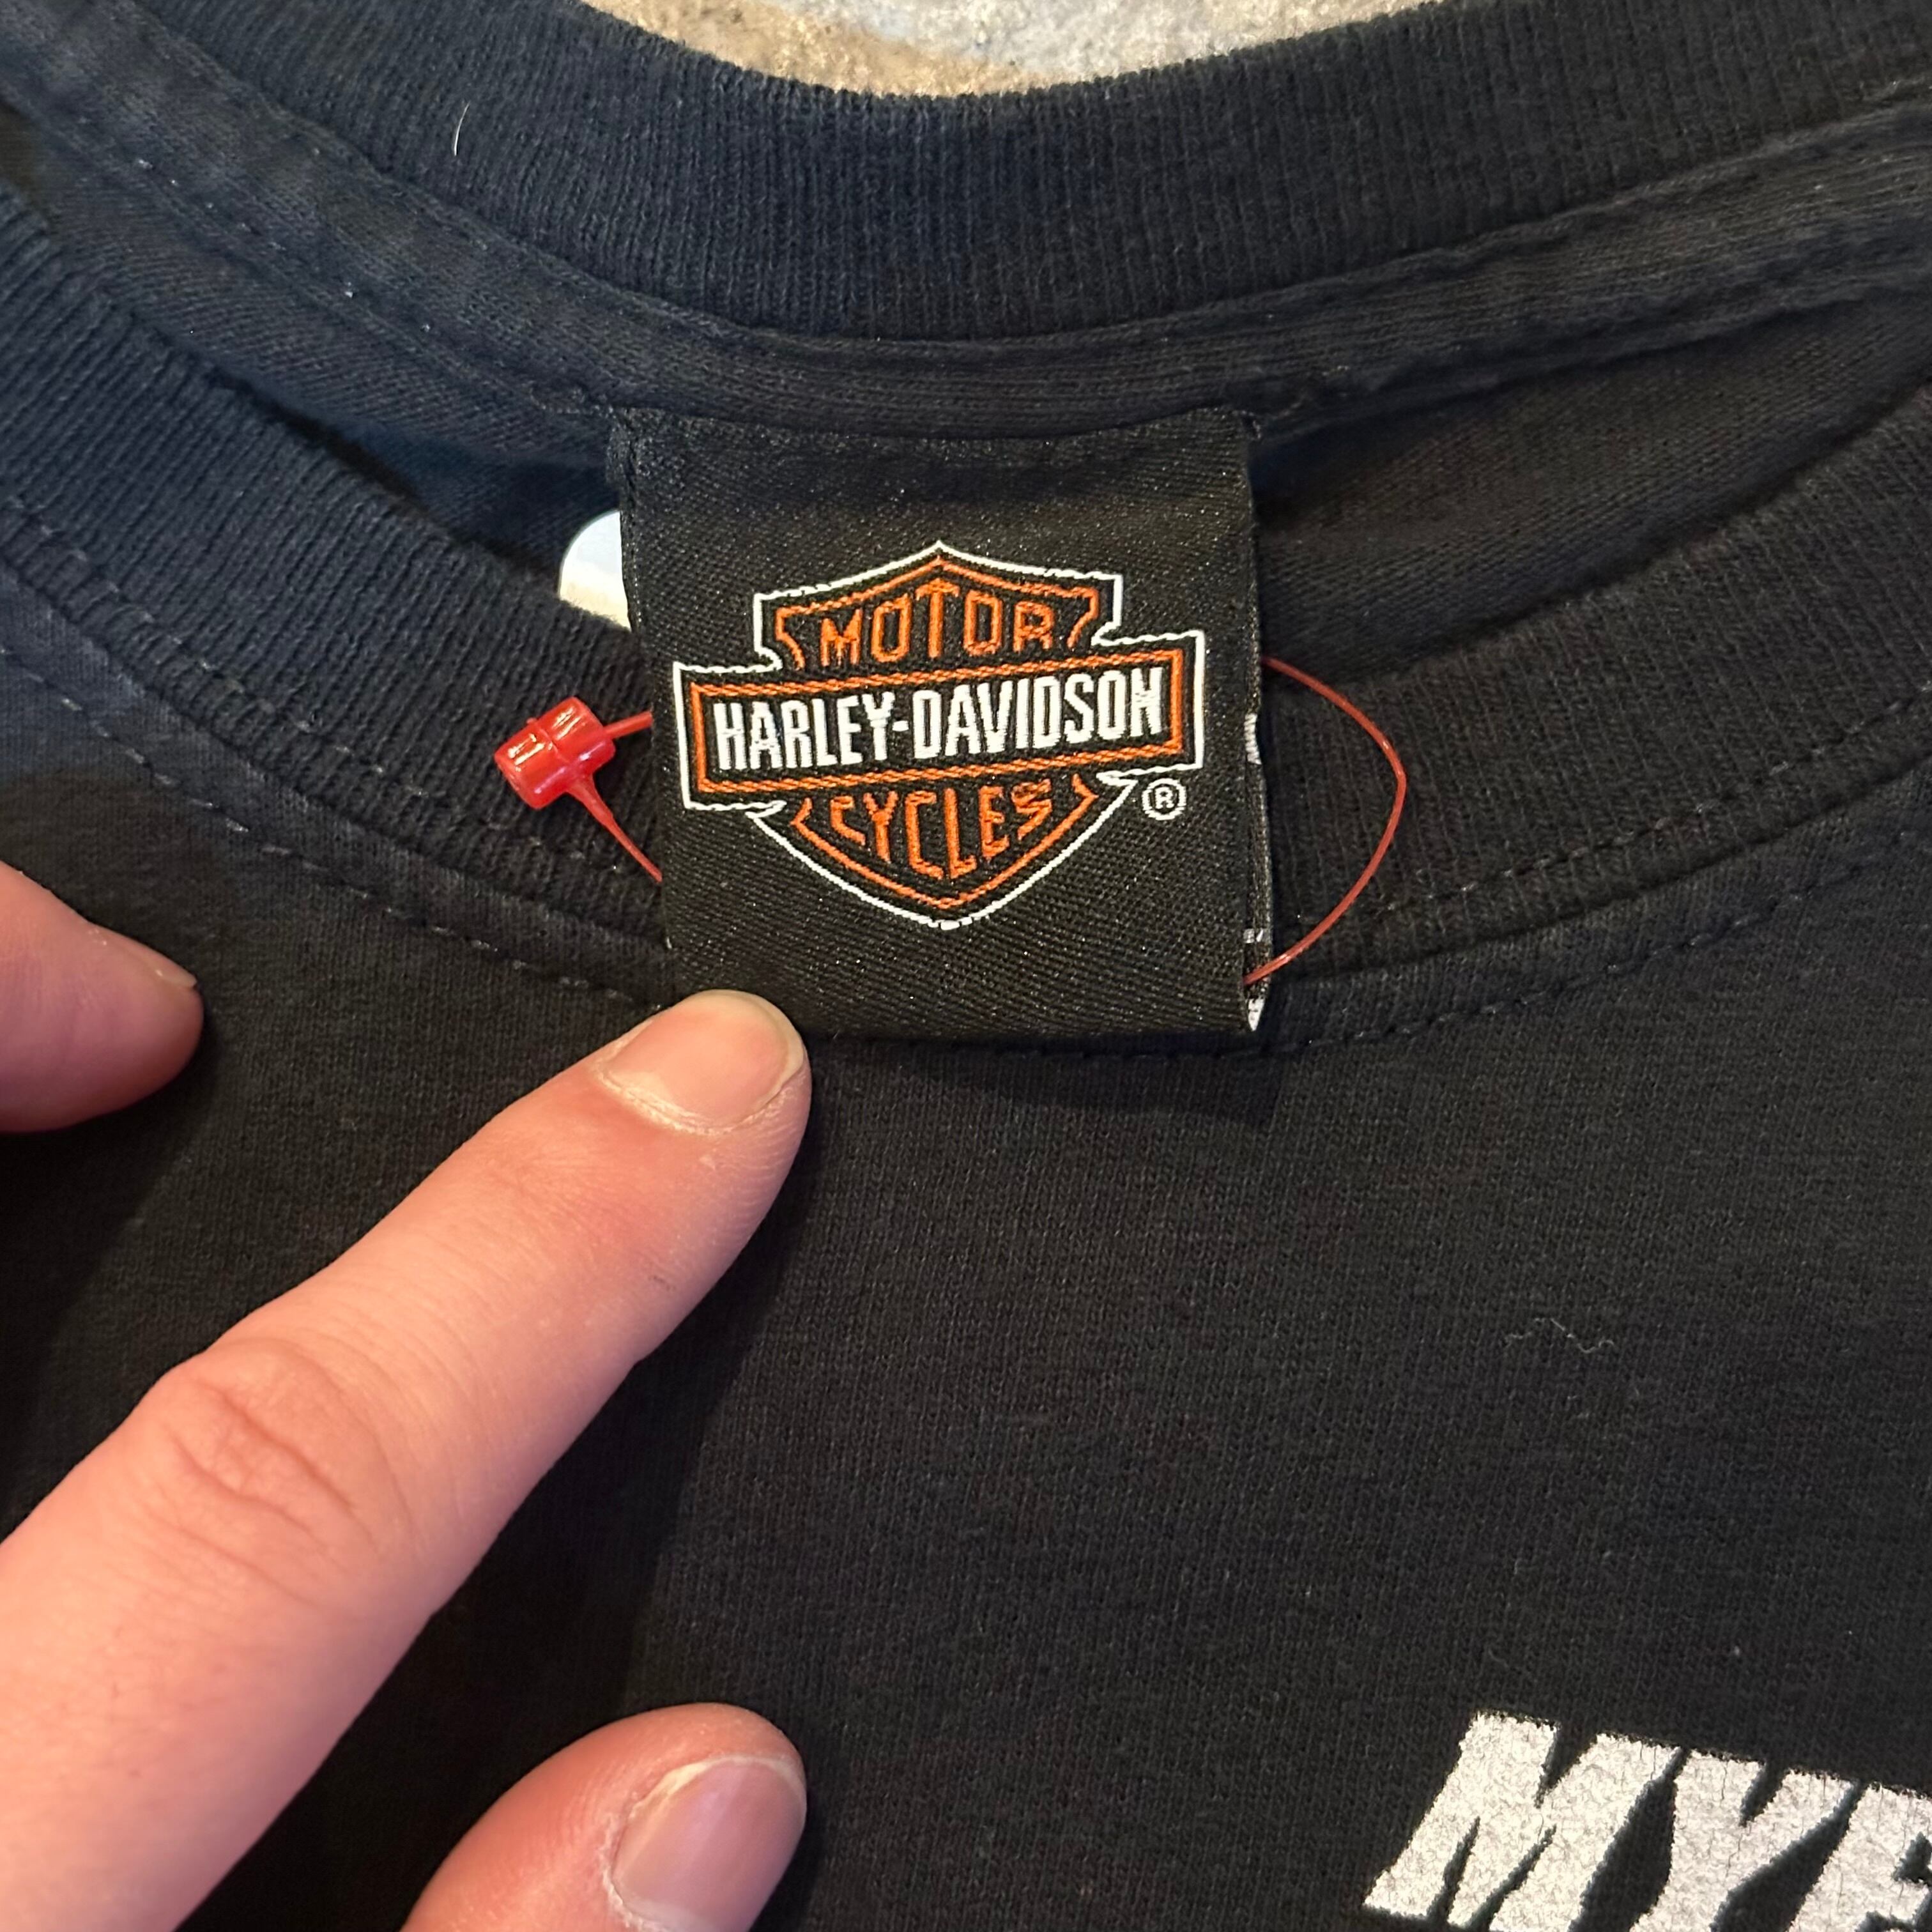 MOTOR
HARLEY-DAVIDSON
CYCLES
®